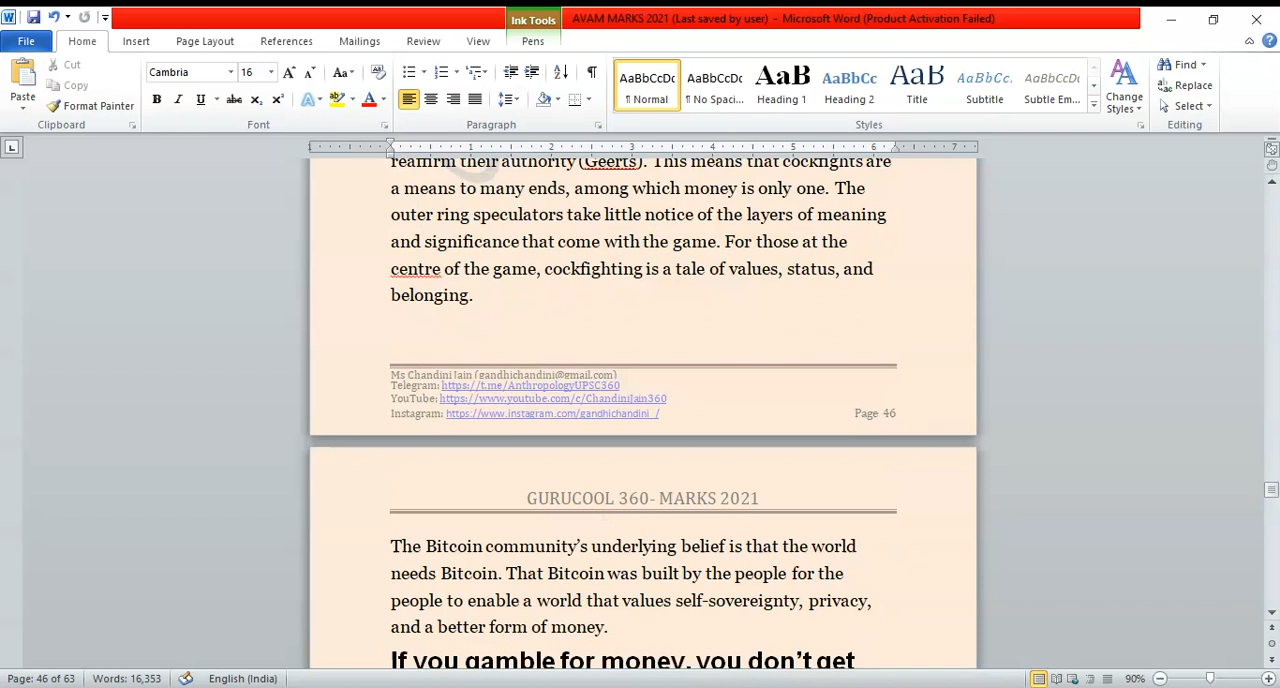 AVAM MARKS 2021 (Last saved by user) - Microsoft Word (Product Activation Failed)
Ink Tools
File Home Insert Page Layout References Mailings Review View Pens
Paste
Cut
Copy
Format Painter
Clipboard
Cambria 16
Font
Paragraph
AaBbCcDc AaBbCcDc AaB AaBbCc AaB AaBbCcL AaBbCcDc
¶ Normal ¶ No Spaci... Heading 1 Heading 2 Title Subtitle Subtle Em...
Styles
Change Styles
Find
Replace
Select
Editing
reaffirm their authority (Geerts). This means that cockfights are
a means to many ends, among which money is only one. The
outer ring speculators take little notice of the layers of meaning
and significance that come with the game. For those at the
centre of the game, cockfighting is a tale of values, status, and
belonging.
Ms Chandini Jain (gandhichandini@gmail.com)
Telegram: https://t.me/AnthropologyUPSC360
YouTube: https://www.youtube.com/c/ChandiniJain360
Instagram: https://www.instagram.com/gandhichandini_/ Page 46
GURUCOOL 360- MARKS 2021
The Bitcoin community’s underlying belief is that the world
needs Bitcoin. That Bitcoin was built by the people for the
people to enable a world that values self-sovereignty, privacy,
and a better form of money.
If you gamble for money, you don’t get
Page: 46 of 63 Words: 16,353 English (India) 90%